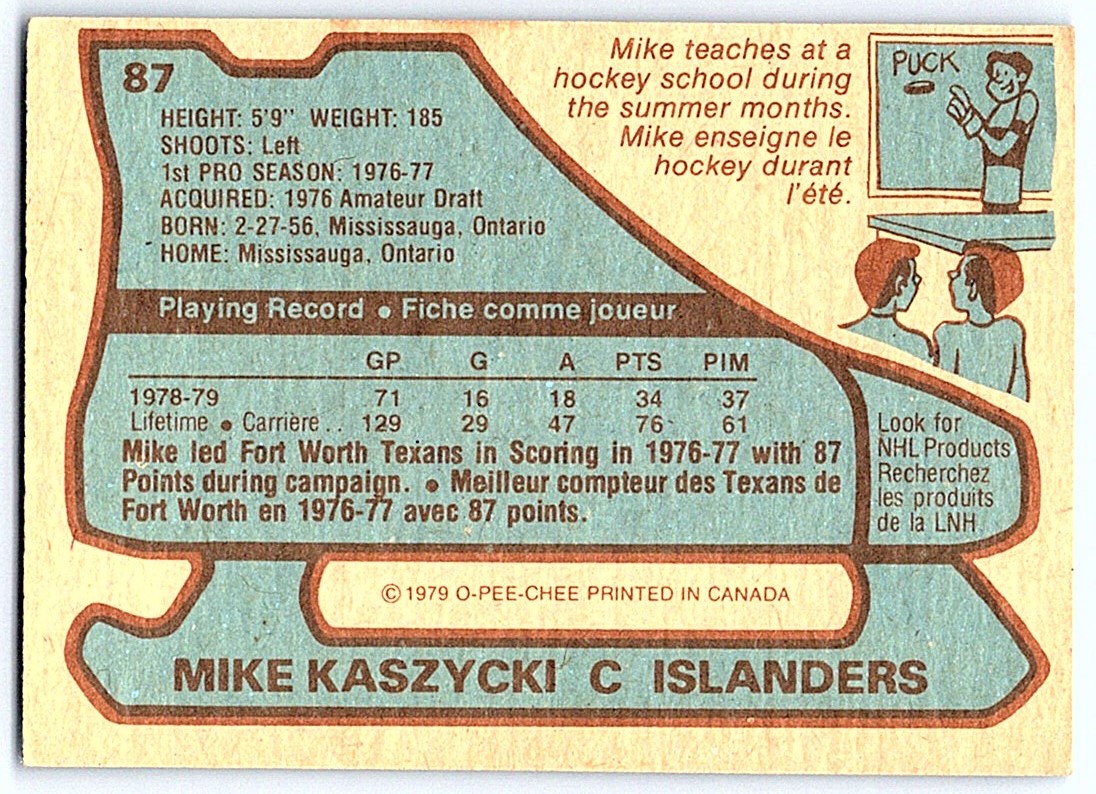 87
HEIGHT: 5'9" WEIGHT: 185
SHOOTS: Left
1st PRO SEASON: 1976-77
ACQUIRED: 1976 Amateur Draft
BORN: 2-27-56, Mississauga, Ontario
HOME: Mississauga, Ontario
Mike teaches at a
hockey school during
the summer months.
Mike enseigne le
hockey durant
l'été.
PUCK
Playing Record • Fiche comme joueur
GP G A PTS PIM
1978-79 71 16 18 34 37
Lifetime • Carrière .. 129 29 47 76 61
Mike led Fort Worth Texans in Scoring in 1976-77 with 87
Points during campaign. • Meilleur compteur des Texans de
Fort Worth en 1976-77 avec 87 points.
Look for
NHL Products
Recherchez
les produits
de la LNH
© 1979 O-PEE-CHEE PRINTED IN CANADA
MIKE KASZYCKI C ISLANDERS